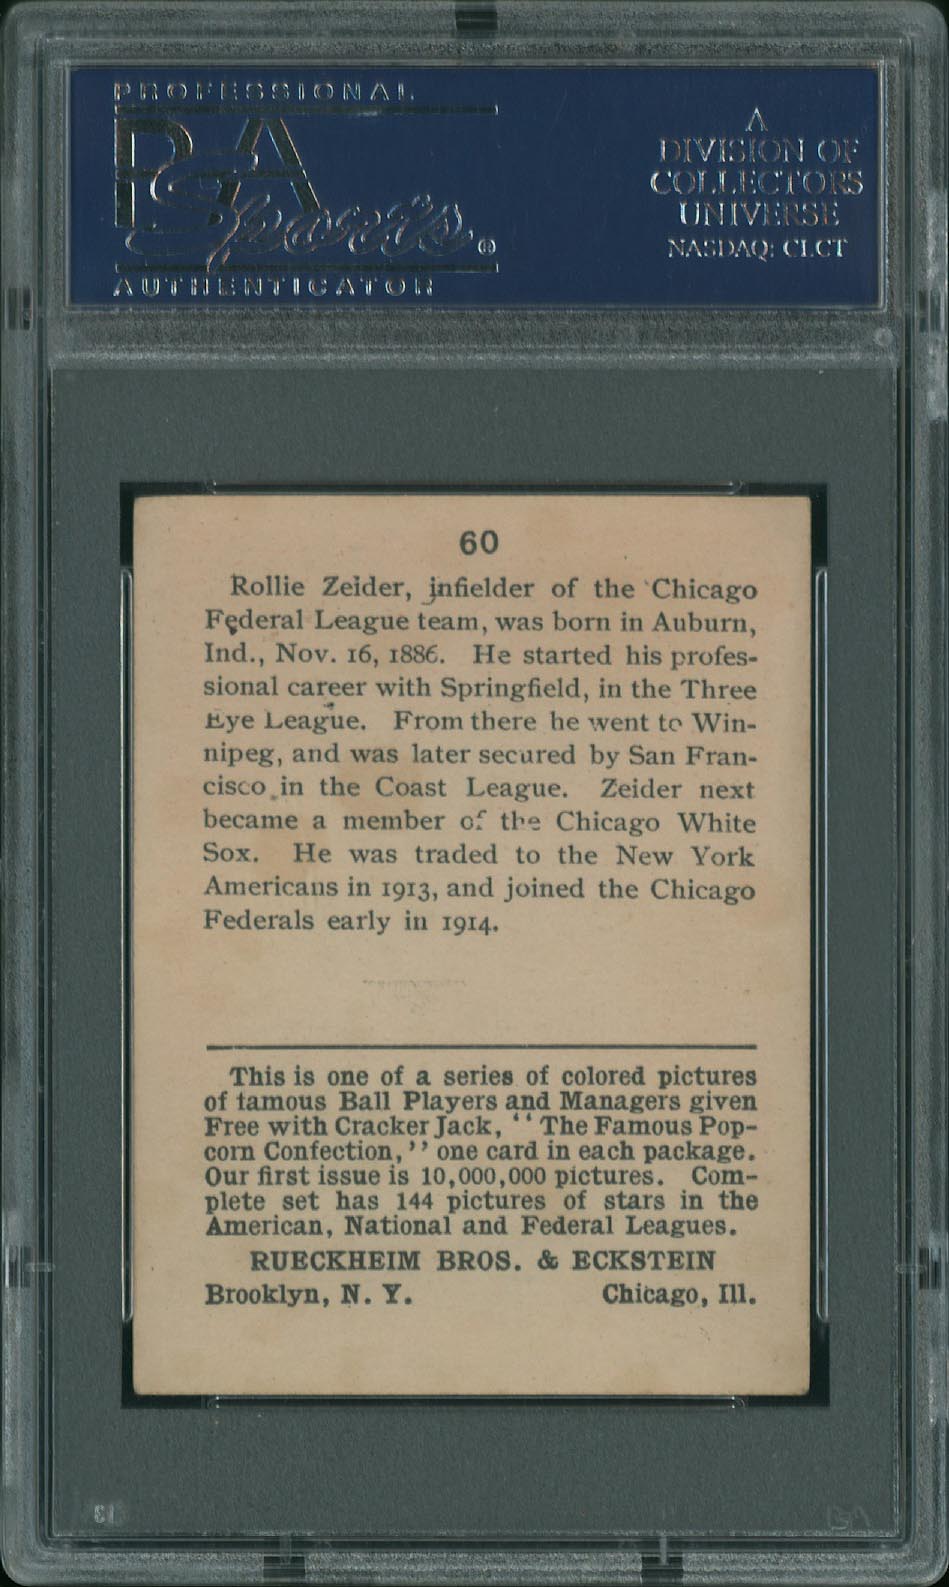 PROFESSIONAL
PSA
Sports®
AUTHENTICATOR
A
DIVISION OF
COLLECTORS
UNIVERSE
NASDAQ: CLCT
60
Rollie Zeider, infielder of the Chicago
Federal League team, was born in Auburn,
Ind., Nov. 16, 1886. He started his profes-
sional career with Springfield, in the Three
Eye League. From there he went to Win-
nipeg, and was later secured by San Fran-
cisco in the Coast League. Zeider next
became a member of the Chicago White
Sox. He was traded to the New York
Americans in 1913, and joined the Chicago
Federals early in 1914.
This is one of a series of colored pictures
of famous Ball Players and Managers given
Free with Cracker Jack, "The Famous Pop-
corn Confection," one card in each package.
Our first issue is 10,000,000 pictures. Com-
plete set has 144 pictures of stars in the
American, National and Federal Leagues.
RUECKHEIM BROS. & ECKSTEIN
Brooklyn, N. Y. Chicago, Ill.